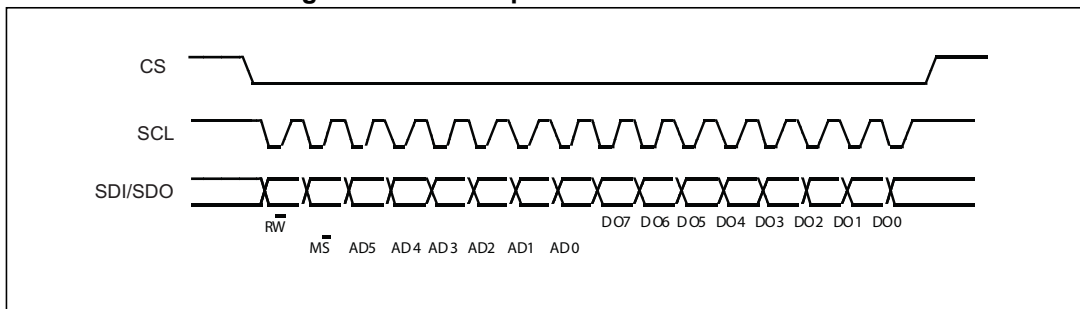 CS
SCL
SDI/SDO
RW
DO7 DO6 DO5 DO4 DO3 DO2 DO1 DO0
MS AD5 AD4 AD3 AD2 AD1 AD0